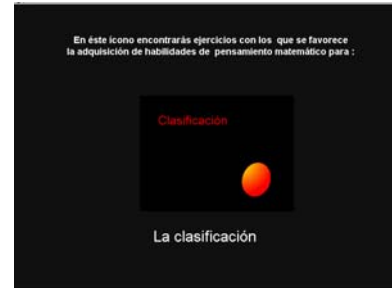 En éste ícono encontrarás ejercicios con los que se favorece
la adquisición de habilidades de pensamiento matemático para :
Clasificación
La clasificación